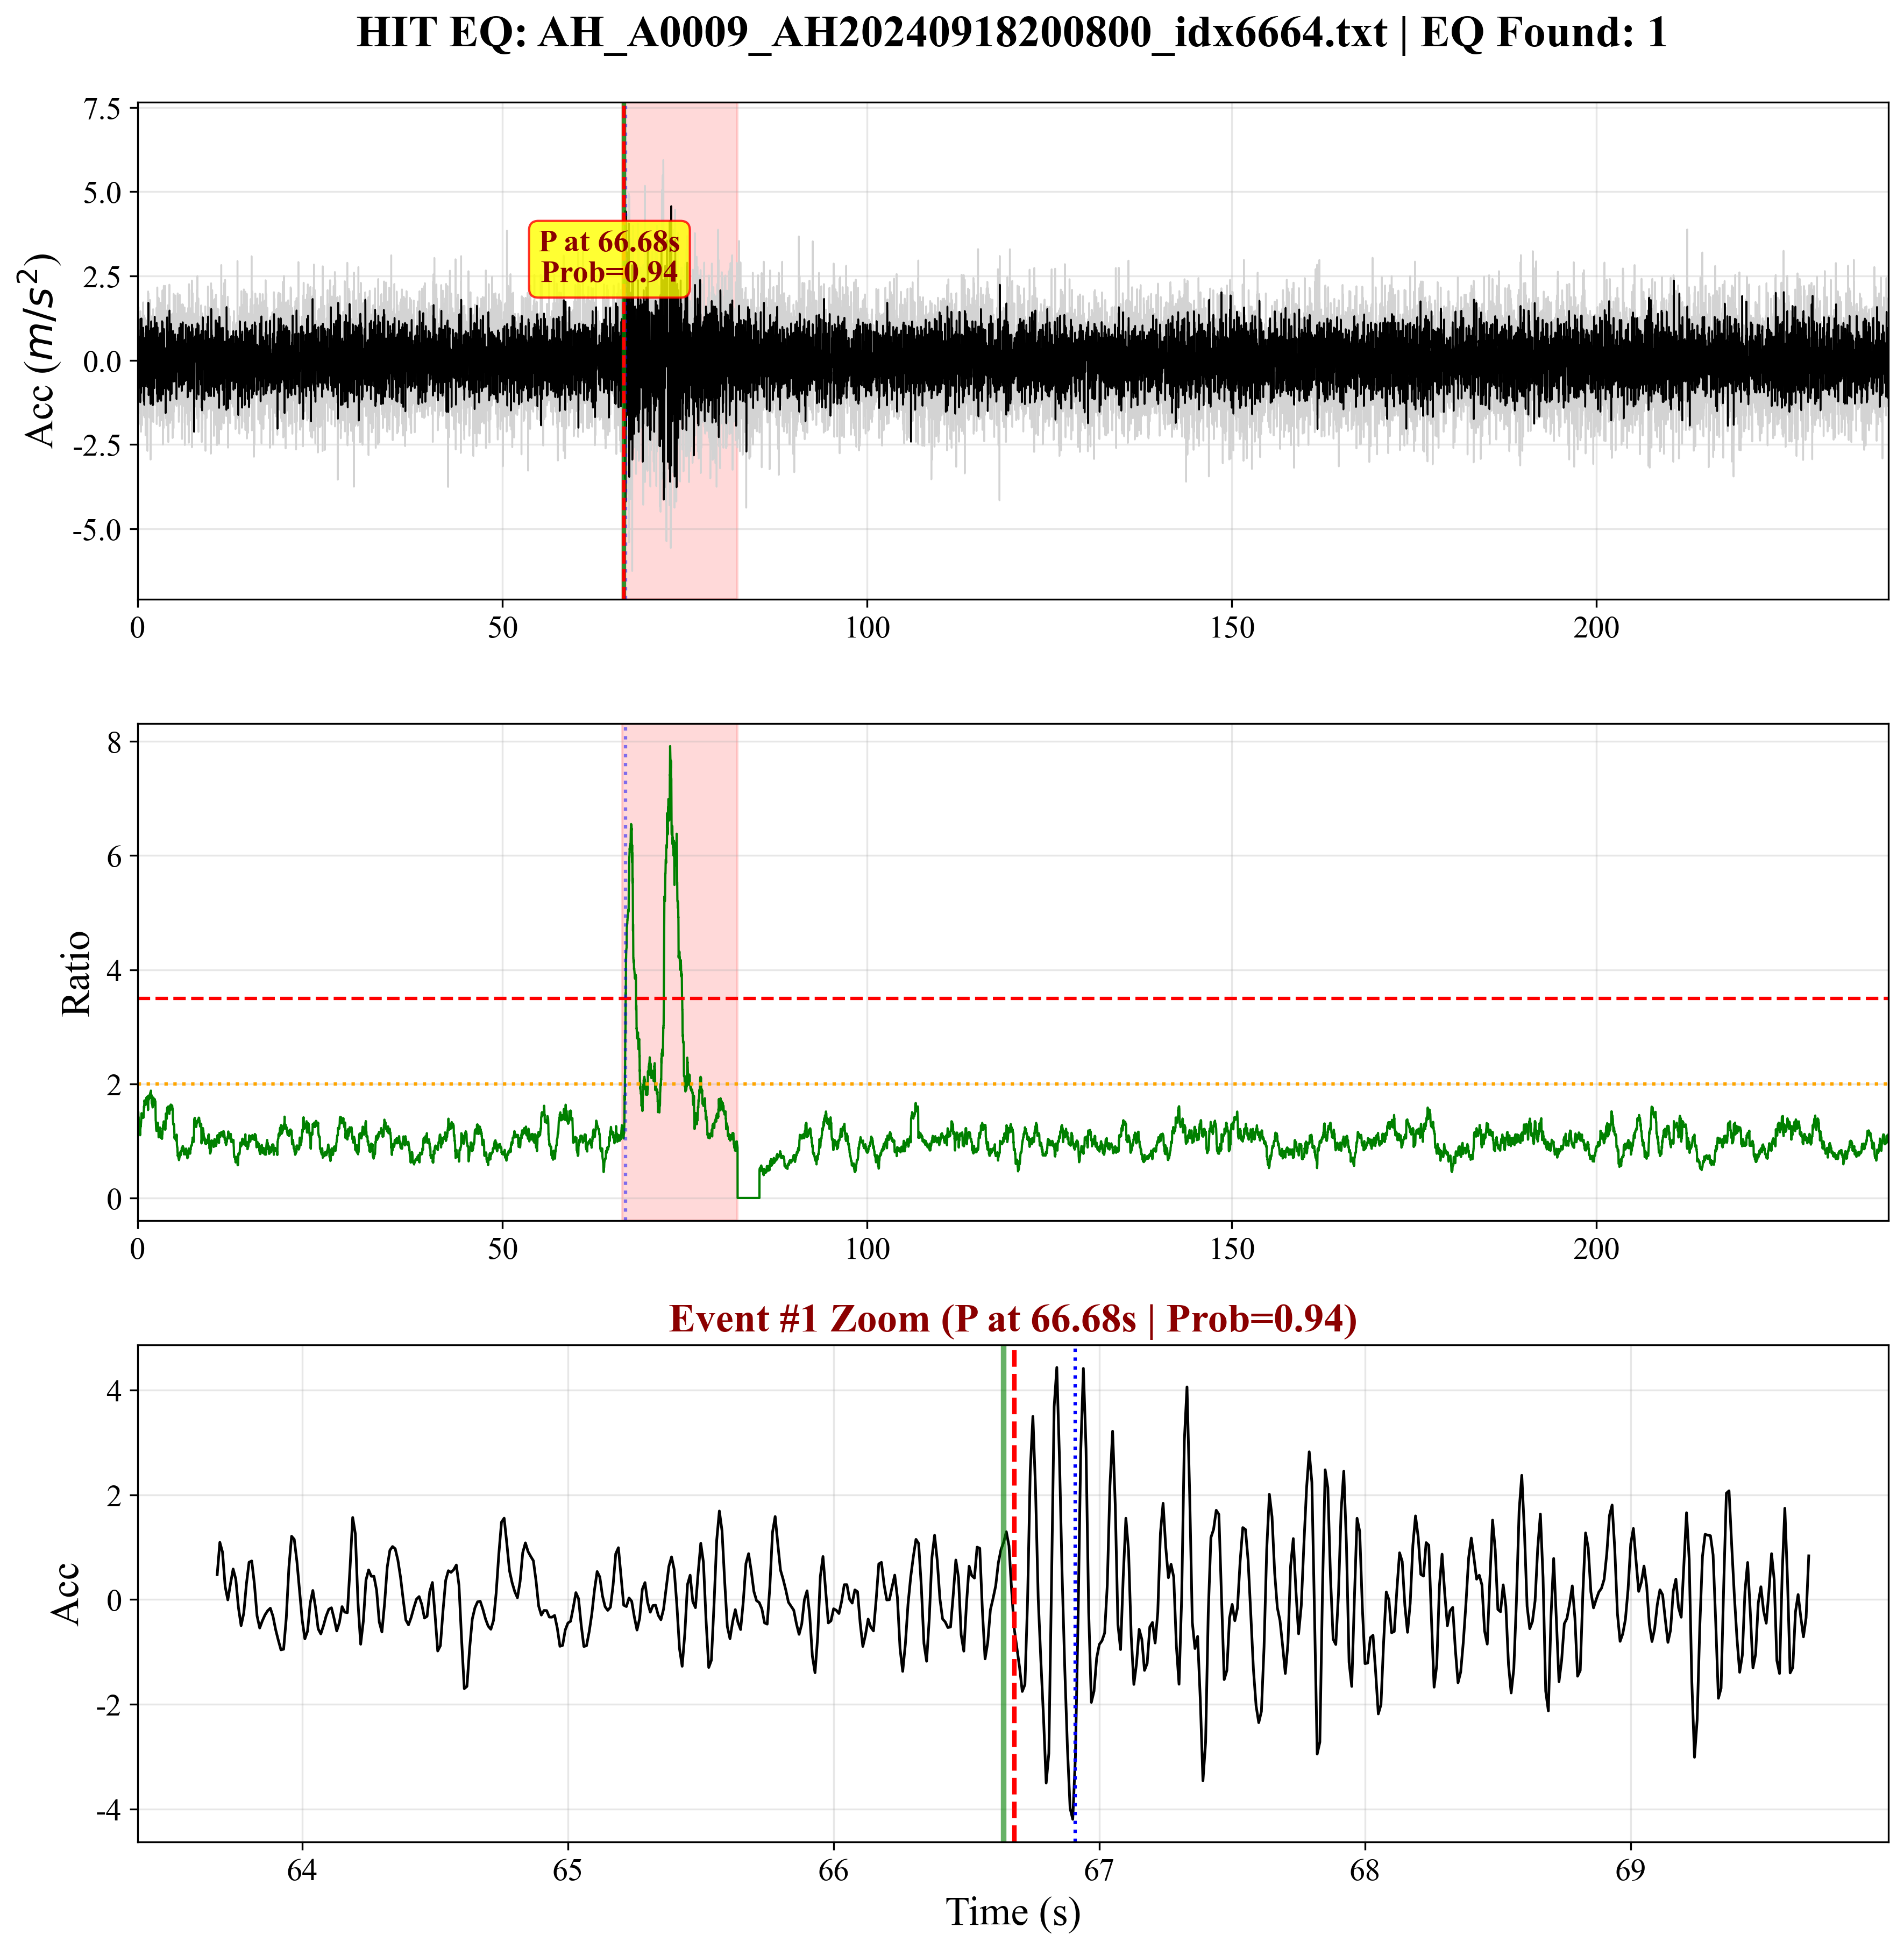 HIT EQ: AH_A0009_AH20240918200800_idx6664.txt | EQ Found: 1
Acc (m/s²)
7.5
5.0
2.5
0.0
-2.5
-5.0
P at 66.68s
Prob=0.94
0 50 100 150 200
Ratio
8
6
4
2
0
0 50 100 150 200
Event #1 Zoom (P at 66.68s | Prob=0.94)
Acc
4
2
0
-2
-4
64 65 66 67 68 69
Time (s)